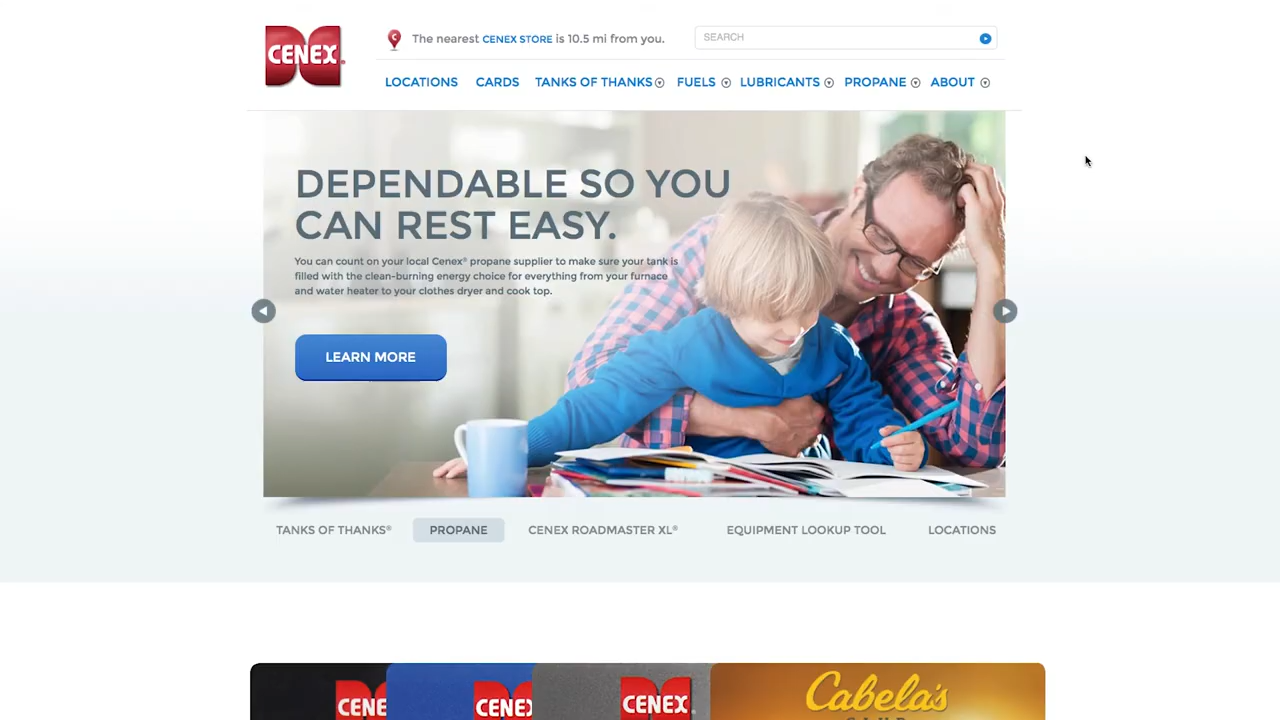 CENEX
The nearest CENEX STORE is 10.5 mi from you.
SEARCH
LOCATIONS CARDS TANKS OF THANKS FUELS LUBRICANTS PROPANE ABOUT
DEPENDABLE SO YOU
CAN REST EASY.
You can count on your local Cenex® propane supplier to make sure your tank is
filled with the clean-burning energy choice for everything from your furnace
and water heater to your clothes dryer and cook top.
LEARN MORE
TANKS OF THANKS® PROPANE CENEX ROADMASTER XL® EQUIPMENT LOOKUP TOOL LOCATIONS
CENE CENEX CENEX Cabela's